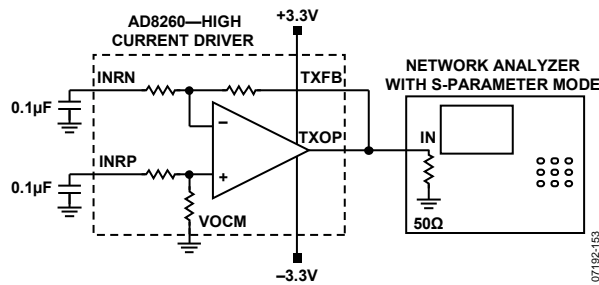 AD8260—HIGH
CURRENT DRIVER
+3.3V
INRN
TXFB
0.1µF
TXOP
INRP
0.1µF
VOCM
–3.3V
NETWORK ANALYZER
WITH S-PARAMETER MODE
IN
50Ω
07192-153